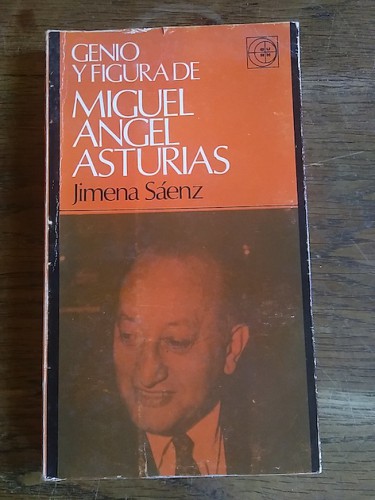 GENIO
Y FIGURA DE
MIGUEL
ANGEL
ASTURIAS
Jimena Sáenz